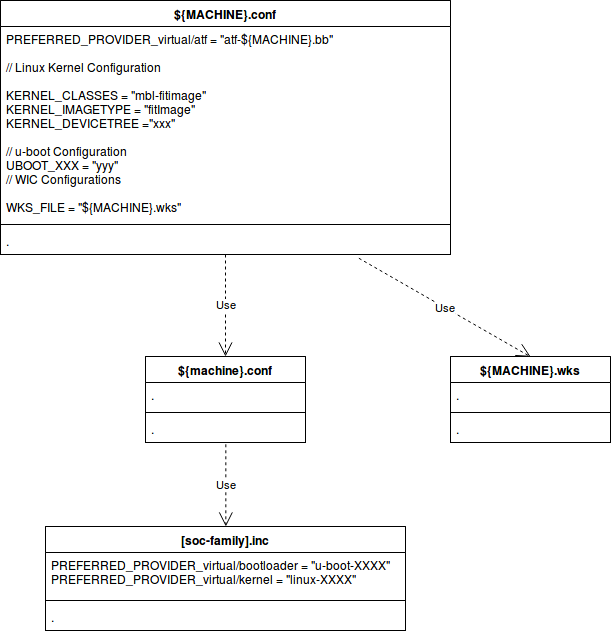 ${MACHINE}.conf
PREFERRED_PROVIDER_virtual/atf = "atf-${MACHINE}.bb"
// Linux Kernel Configuration
KERNEL_CLASSES = "mbl-fitimage"
KERNEL_IMAGETYPE = "fitImage"
KERNEL_DEVICETREE ="xxx"
// u-boot Configuration
UBOOT_XXX = "yyy"
// WIC Configurations
WKS_FILE = "${MACHINE}.wks"
.
Use
Use
${machine}.conf
.
.
${MACHINE}.wks
.
.
Use
[soc-family].inc
PREFERRED_PROVIDER_virtual/bootloader = "u-boot-XXXX"
PREFERRED_PROVIDER_virtual/kernel = "linux-XXXX"
.